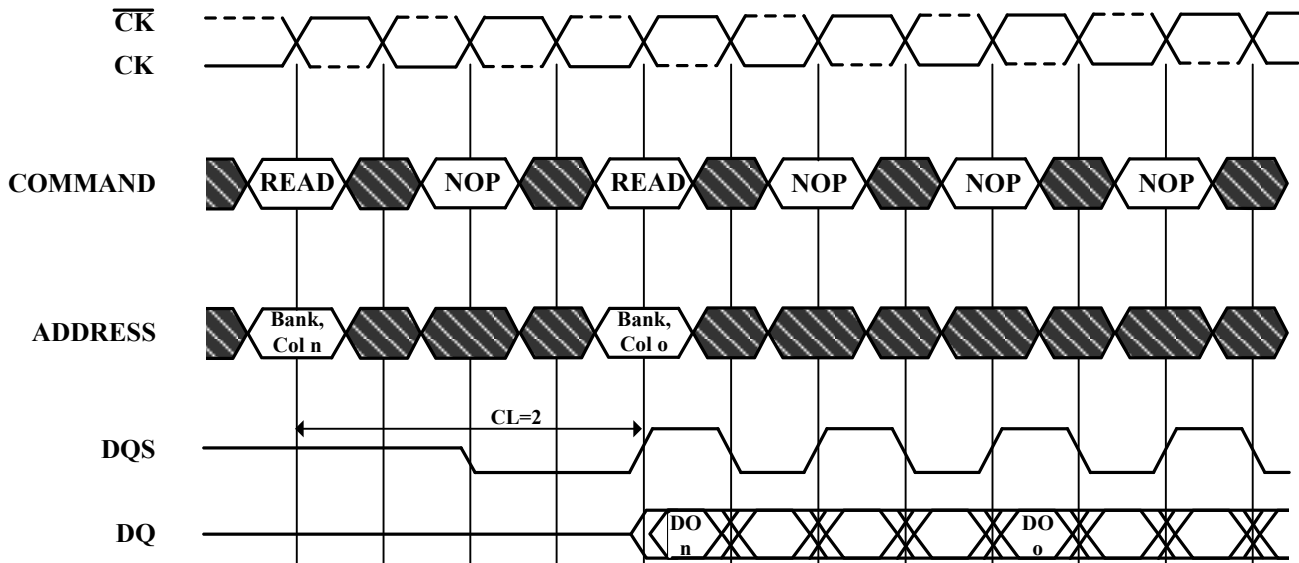 C̅K̅
CK
COMMAND
READ
NOP
READ
NOP
NOP
NOP
ADDRESS
Bank,
Col n
Bank,
Col o
CL=2
DQS
DQ
DO
n
DO
o